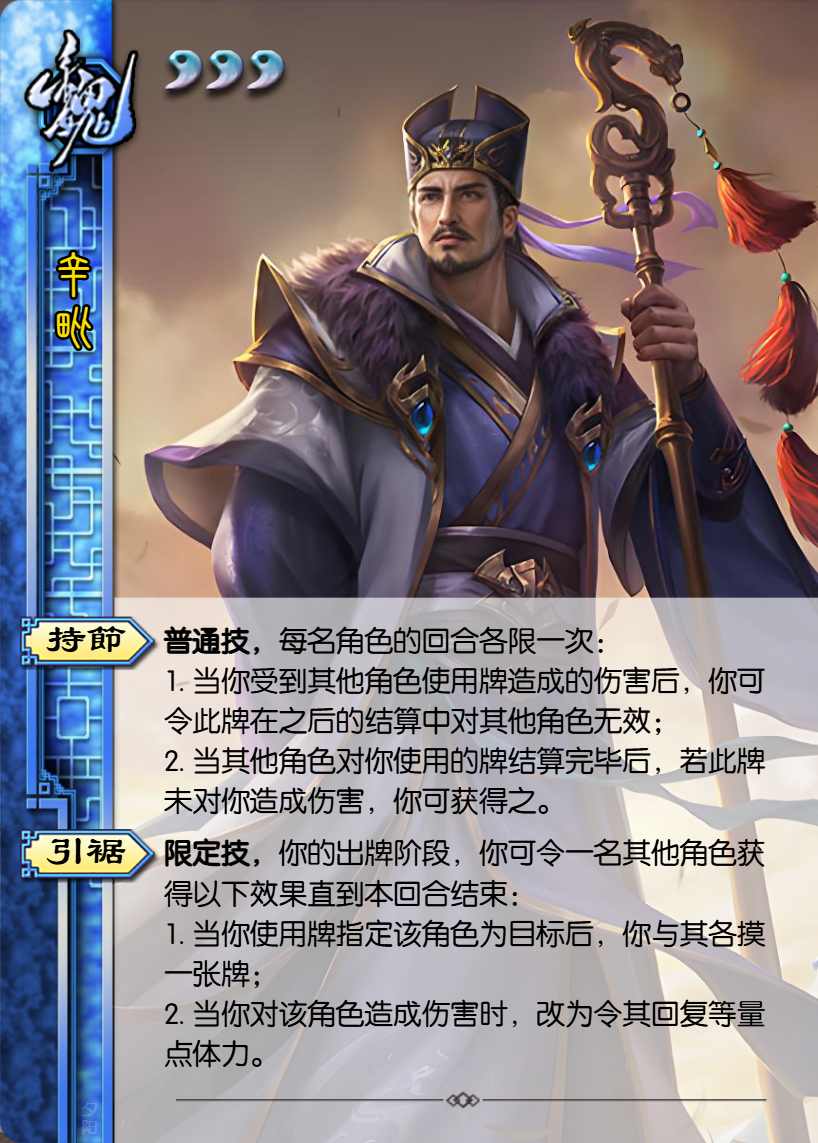 魏
辛毗
持節
普通技，每名角色的回合各限一次：
1. 当你受到其他角色使用牌造成的伤害后，你可
令此牌在之后的结算中对其他角色无效；
2. 当其他角色对你使用的牌结算完毕后，若此牌
未对你造成伤害，你可获得之。
引裾
限定技，你的出牌阶段，你可令一名其他角色获
得以下效果直到本回合结束：
1. 当你使用牌指定该角色为目标后，你与其各摸
一张牌；
2. 当你对该角色造成伤害时，改为令其回复等量
点体力。
夕阳